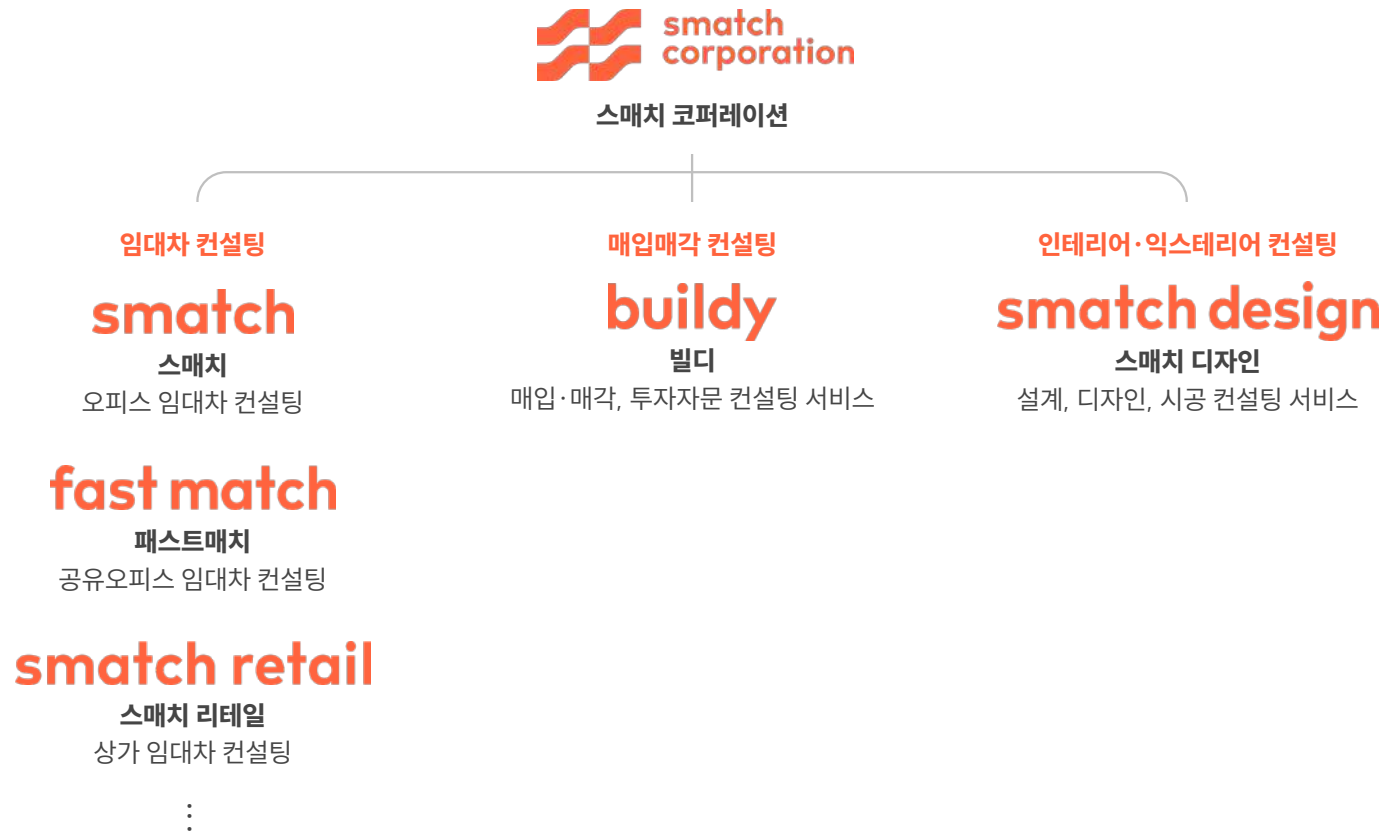 smatch
corporation
스매치 코퍼레이션
임대차 컨설팅
smatch
스매치
오피스 임대차 컨설팅
fast match
패스트매치
공유오피스 임대차 컨설팅
smatch retail
스매치 리테일
상가 임대차 컨설팅
⋮
매입매각 컨설팅
buildy
빌디
매입·매각, 투자자문 컨설팅 서비스
인테리어·익스테리어 컨설팅
smatch design
스매치 디자인
설계, 디자인, 시공 컨설팅 서비스